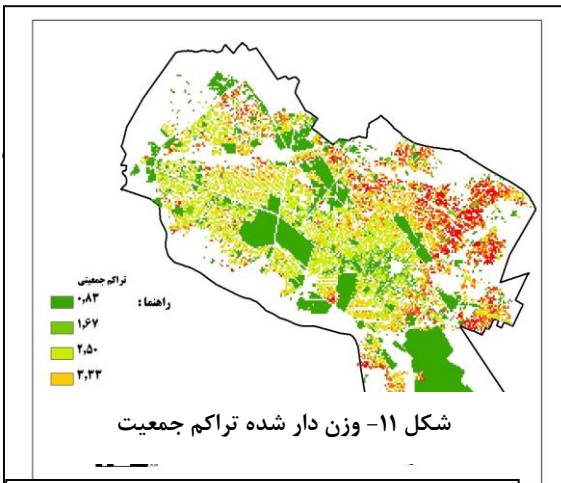 تراکم جمعیتی
راهنما :
۰,۸۳
۱,۶۷
۲,۵۰
۳,۳۳
شکل ۱۱- وزن دار شده تراکم جمعیت